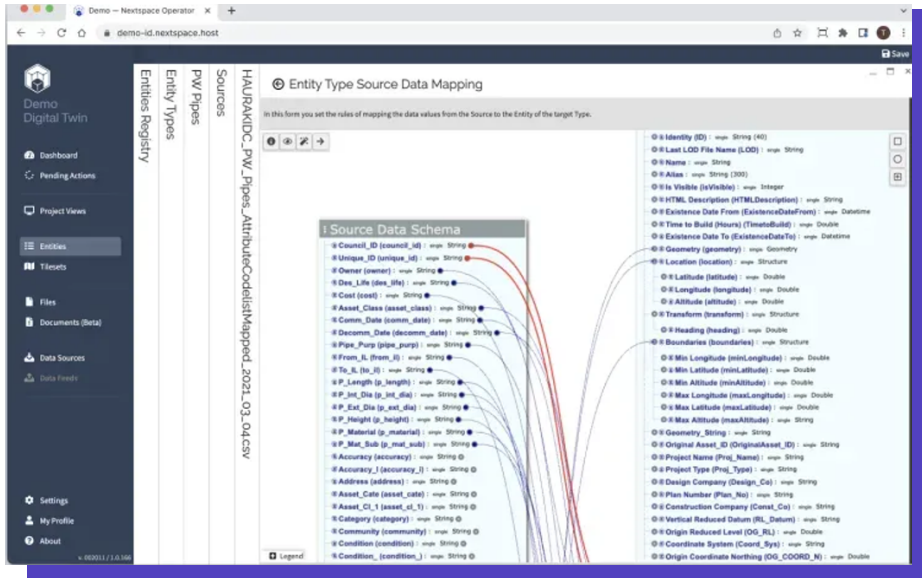 Demo — Nextspace Operator
demo-id.nextspace.host
Save
Demo
Digital Twin
Dashboard
Pending Actions
Project Views
Entities
Tilesets
Files
Documents (Beta)
Data Sources
Data Feeds
Settings
My Profile
About
Entities Registry
Entity Types
PW Pipes
Sources
HAURAKIDC_PW_Pipes_AttributeCodelistMapped_2021_03_04.csv
Entity Type Source Data Mapping
In this form you set the rules of mapping the data values from the Source to the Entity of the target Type.
Source Data Schema
Council_ID (council_id) : single String
Unique_ID (unique_id) : single String
Owner (owner) : single String
Des_Life (des_life) : single String
Cost (cost) : single String
Asset_Class (asset_class) : single String
Comm_Date (comm_date) : single String
Decomm_Date (decomm_date) : single String
Pipe_Purp (pipe_purp) : single String
From_IL (from_il) : single String
To_IL (to_il) : single String
P_Length (p_length) : single String
P_Int_Dia (p_int_dia) : single String
P_Ext_Dia (p_ext_dia) : single String
P_Height (p_height) : single String
P_Material (p_material) : single String
P_Mat_Sub (p_mat_sub) : single String
Accuracy (accuracy) : single String
Accuracy_I (accuracy_i) : single String
Address (address) : single String
Asset_Cate (asset_cate) : single String
Asset_Cl_1 (asset_cl_1) : single String
Category (category) : single String
Community (community) : single String
Condition (condition) : single String
Condition_ (condition_) : single String
Legend
Identity (ID) : single String (40)
Last LOD File Name (LOD) : single String
Name : single String
Alias : single String (300)
Is Visible (isVisible) : single Integer
HTML Description (HTMLDescription) : single String
Existence Date From (ExistenceDateFrom) : single Datetime
Time to Build (Hours) (TimetoBuild) : single Double
Existence Date To (ExistenceDateTo) : single Datetime
Geometry (geometry) : single Geometry
Location (location) : single Structure
Latitude (latitude) : single Double
Longitude (longitude) : single Double
Altitude (altitude) : single Double
Transform (transform) : single Structure
Heading (heading) : single Double
Boundaries (boundaries) : single Structure
Min Longitude (minLongitude) : single Double
Min Latitude (minLatitude) : single Double
Min Altitude (minAltitude) : single Double
Max Longitude (maxLongitude) : single Double
Max Latitude (maxLatitude) : single Double
Max Altitude (maxAltitude) : single String
Geometry_String : single String
Original Asset_ID (OriginalAsset_ID) : single String
Project Name (Proj_Name) : single String
Project Type (Proj_Type) : single String
Design Company (Design_Co) : single String
Plan Number (Plan_No) : single String
Construction Company (Const_Co) : single String
Vertical Reduced Datum (RL_Datum) : single String
Origin Reduced Level (OG_RL) : single Double
Coordinate System (Coord_Sys) : single String
Origin Coordinate Northing (OG_COORD_N) : single Double